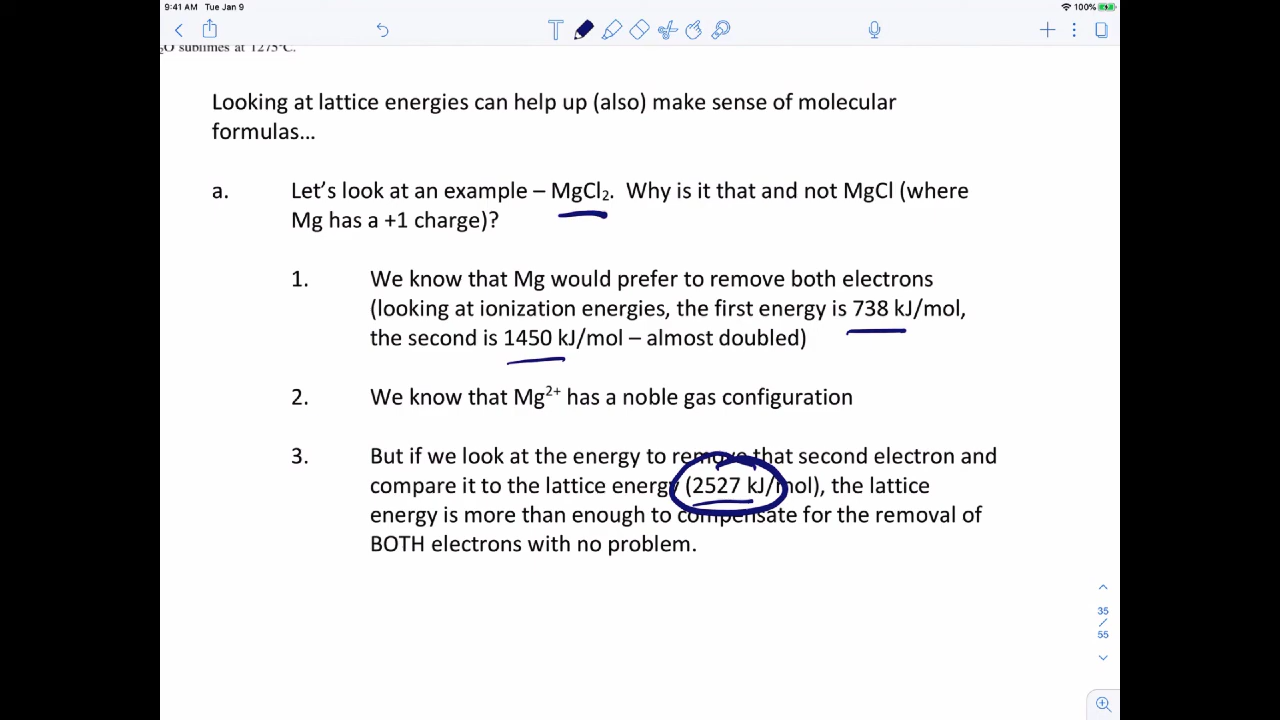 9:41 AM Tue Jan 9
100%
₂O sublimes at 1275°C.
Looking at lattice energies can help up (also) make sense of molecular
formulas...
a. Let's look at an example – MgCl₂. Why is it that and not MgCl (where
Mg has a +1 charge)?
1. We know that Mg would prefer to remove both electrons
(looking at ionization energies, the first energy is 738 kJ/mol,
the second is 1450 kJ/mol – almost doubled)
2. We know that Mg²⁺ has a noble gas configuration
3. But if we look at the energy to remove that second electron and
compare it to the lattice energy (2527 kJ/mol), the lattice
energy is more than enough to compensate for the removal of
BOTH electrons with no problem.
35
/
55